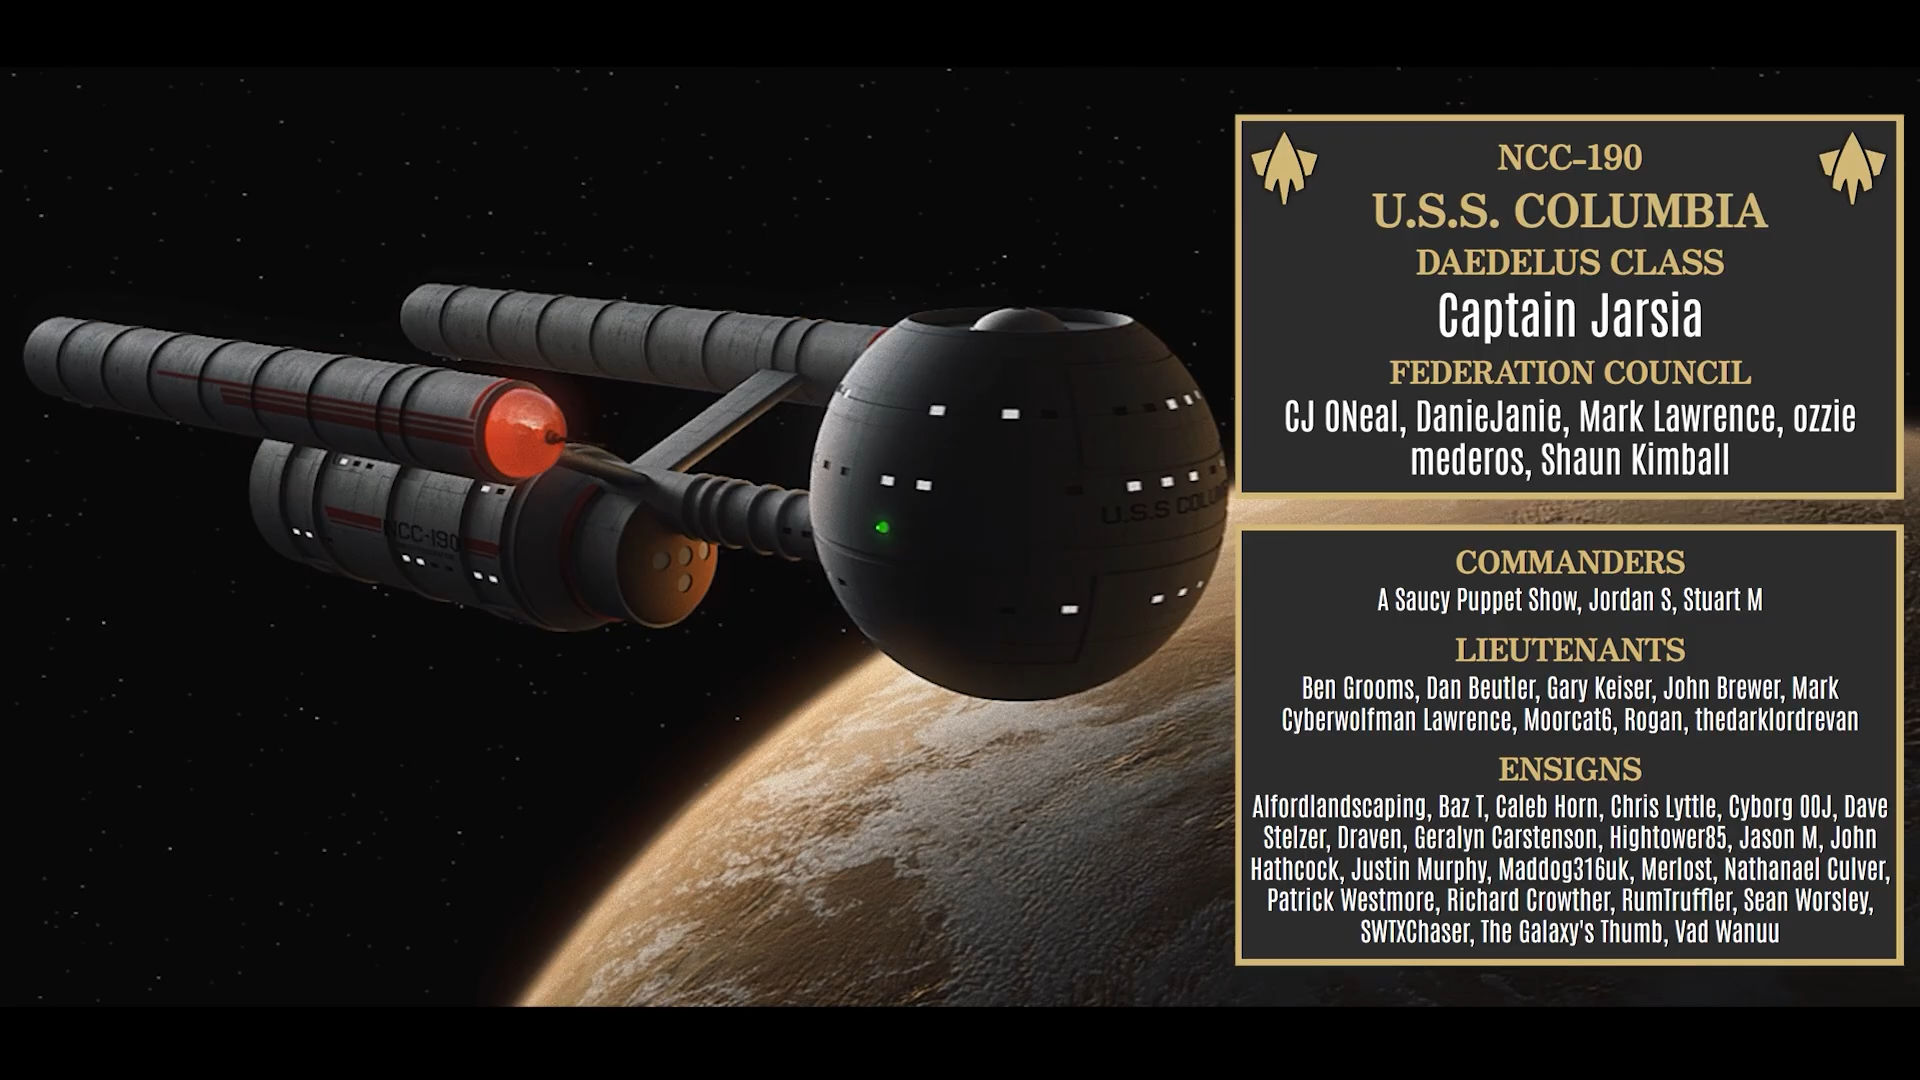 NCC-190
U.S.S. COLUMBIA
DAEDELUS CLASS
Captain Jarsia
FEDERATION COUNCIL
CJ ONeal, DanieJanie, Mark Lawrence, ozzie
mederos, Shaun Kimball
COMMANDERS
A Saucy Puppet Show, Jordan S, Stuart M
LIEUTENANTS
Ben Grooms, Dan Beutler, Gary Keiser, John Brewer, Mark
Cyberwolfman Lawrence, Moorcat6, Rogan, thedarklordrevan
ENSIGNS
Alfordlandscaping, Baz T, Caleb Horn, Chris Lyttle, Cyborg 00J, Dave
Stelzer, Draven, Geralyn Carstenson, Hightower85, Jason M, John
Hathcock, Justin Murphy, Maddog316uk, Merlost, Nathanael Culver,
Patrick Westmore, Richard Crowther, RumTruffler, Sean Worsley,
SWTXChaser, The Galaxy's Thumb, Vad Wanuu
NCC-190
U.S.S COLUM